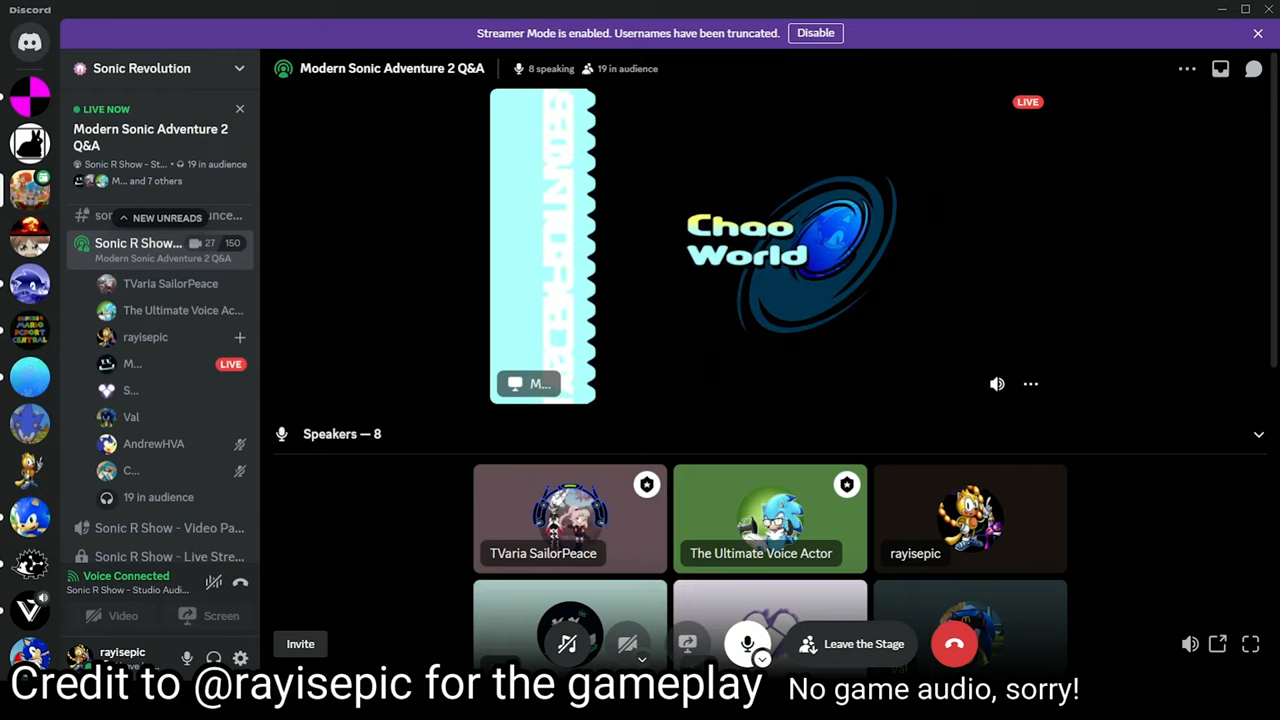 Discord
Streamer Mode is enabled. Usernames have been truncated.
Disable
Sonic Revolution
LIVE NOW
Modern Sonic Adventure 2
Q&A
Sonic R Show - St... • 19 in audience
M... and 7 others
NEW UNREADS
Sonic R Show... 27 150
Modern Sonic Adventure 2 Q&A
TVaria SailorPeace
The Ultimate Voice Ac...
rayisepic
M... LIVE
S...
Val
AndrewHVA
C...
19 in audience
Sonic R Show - Video Pa...
Sonic R Show - Live Stre...
Voice Connected
Sonic R Show - Studio Audi...
Video Screen
rayisepic
Modern Sonic Adventure 2 Q&A 8 speaking 19 in audience
LIVE
Chao
World
M...
Speakers — 8
TVaria SailorPeace
The Ultimate Voice Actor
rayisepic
Invite
Leave the Stage
Credit to @rayisepic for the gameplay
No game audio, sorry!